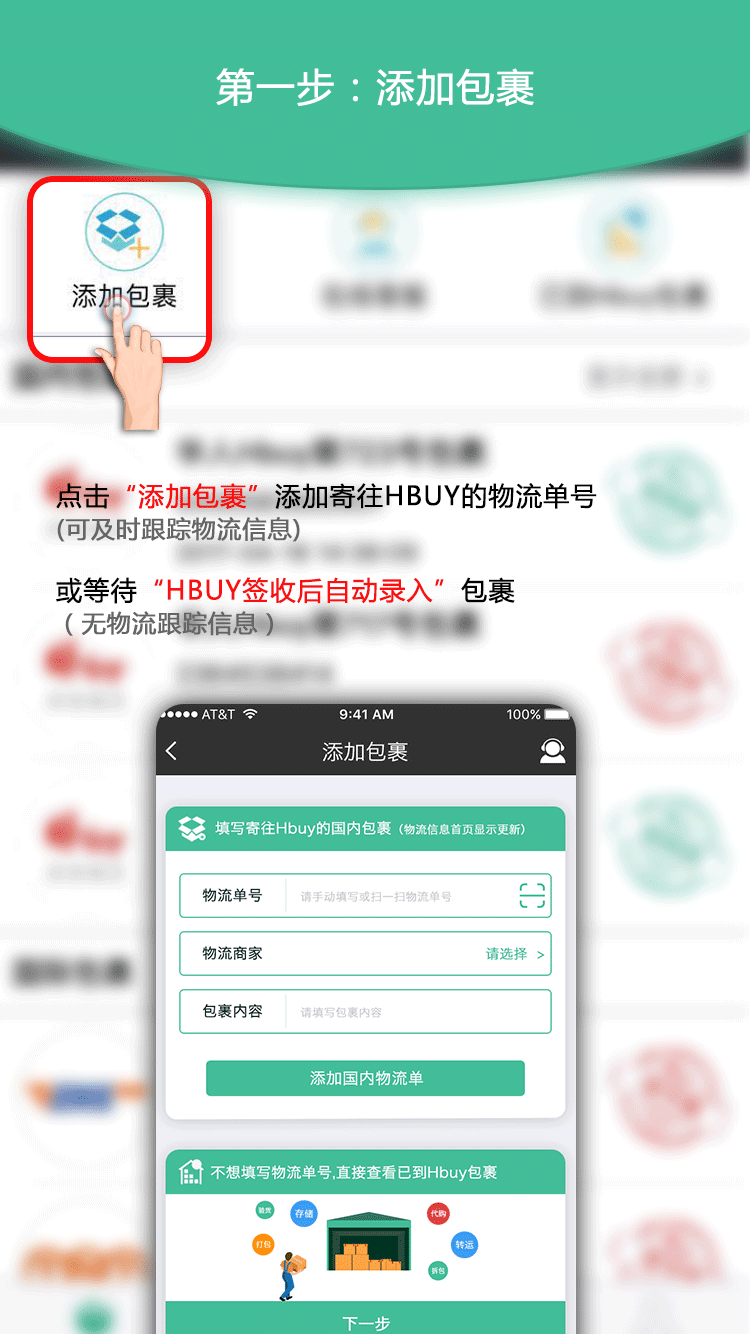 第一步：添加包裹
添加包裹
点击“添加包裹”添加寄往HBUY的物流单号
(可及时跟踪物流信息)
或等待“HBUY签收后自动录入”包裹
（无物流跟踪信息）
AT&T 9:41 AM 100%
添加包裹
填写寄往Hbuy的国内包裹（物流信息首页显示更新）
物流单号 请手动填写或扫一扫物流单号
物流商家 请选择 >
包裹内容 请填写包裹内容
添加国内物流单
不想填写物流单号,直接查看已到Hbuy包裹
验货 存储 代购
打包 转运
拆包
下一步